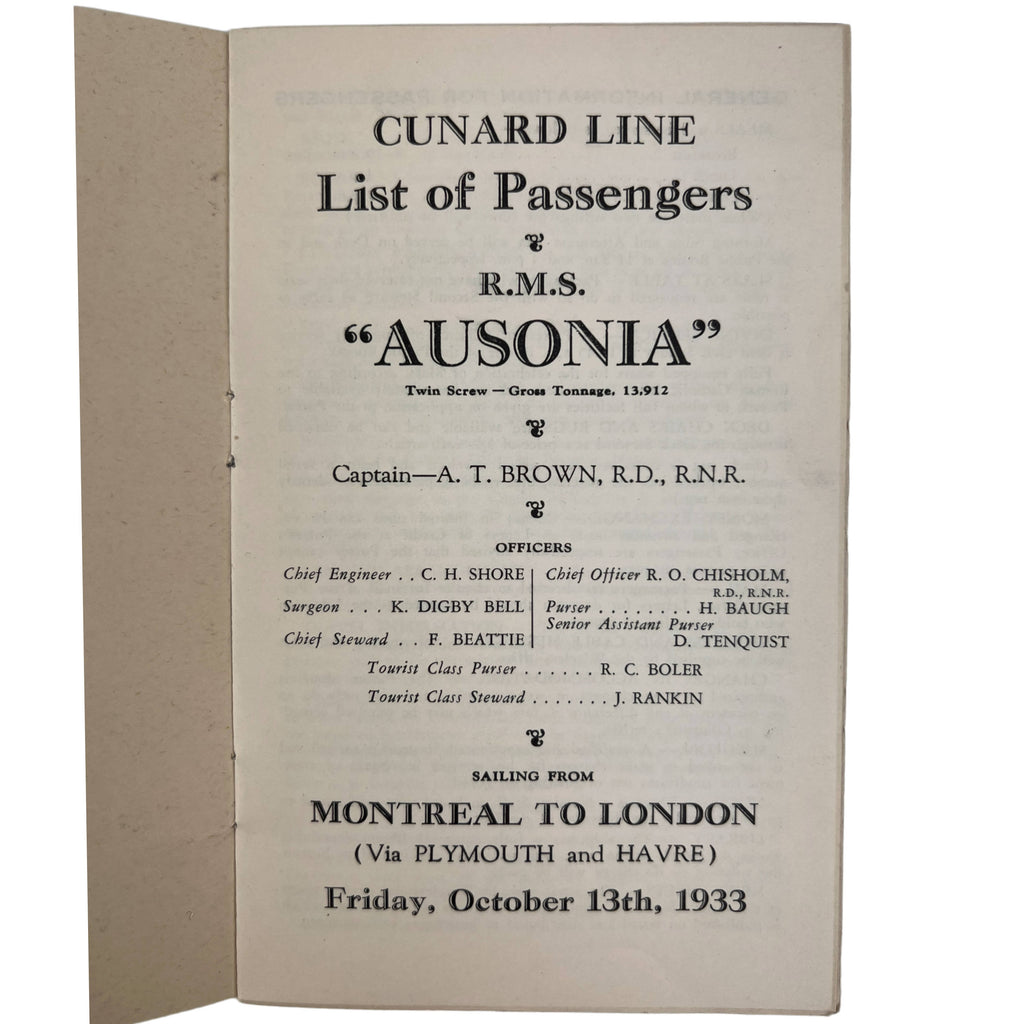 CUNARD LINE
List of Passengers
R.M.S.
“AUSONIA”
Twin Screw — Gross Tonnage, 13,912
Captain—A. T. BROWN, R.D., R.N.R.
OFFICERS
Chief Engineer . . C. H. SHORE
Surgeon . . . K. DIGBY BELL
Chief Steward . . F. BEATTIE
Chief Officer R. O. CHISHOLM,
R.D., R.N.R.
Purser . . . . . . . . H. BAUGH
Senior Assistant Purser
D. TENQUIST
Tourist Class Purser . . . . . . R. C. BOLER
Tourist Class Steward . . . . . . . J. RANKIN
SAILING FROM
MONTREAL TO LONDON
(Via PLYMOUTH and HAVRE)
Friday, October 13th, 1933